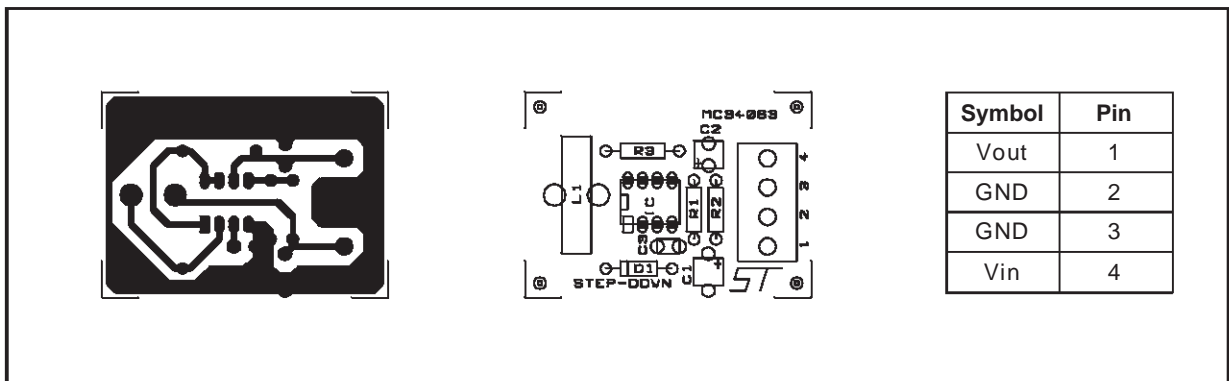 MC34063
C2
R3
L1
IC
R1
R2
C3
D1
C1
STEP-DOWN
ST
4
3
2
1
Symbol Pin
Vout 1
GND 2
GND 3
Vin 4